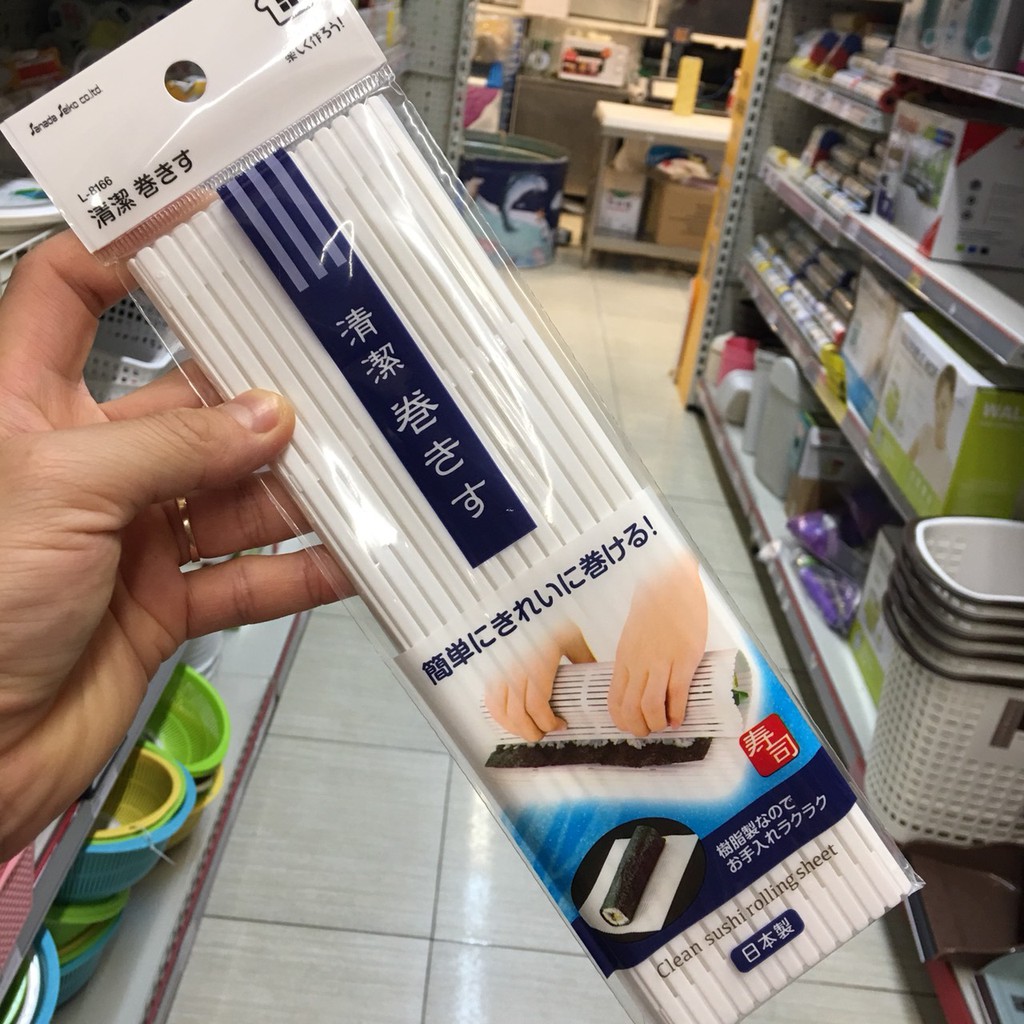 楽しく作ろう!
Sanada Seiko co.ltd.
L-8166
清潔 巻きす
清潔巻きす
簡単にきれいに巻ける!
寿司
樹脂製なので
お手入れラクラク
Clean sushi rolling sheet
日本製
WAL